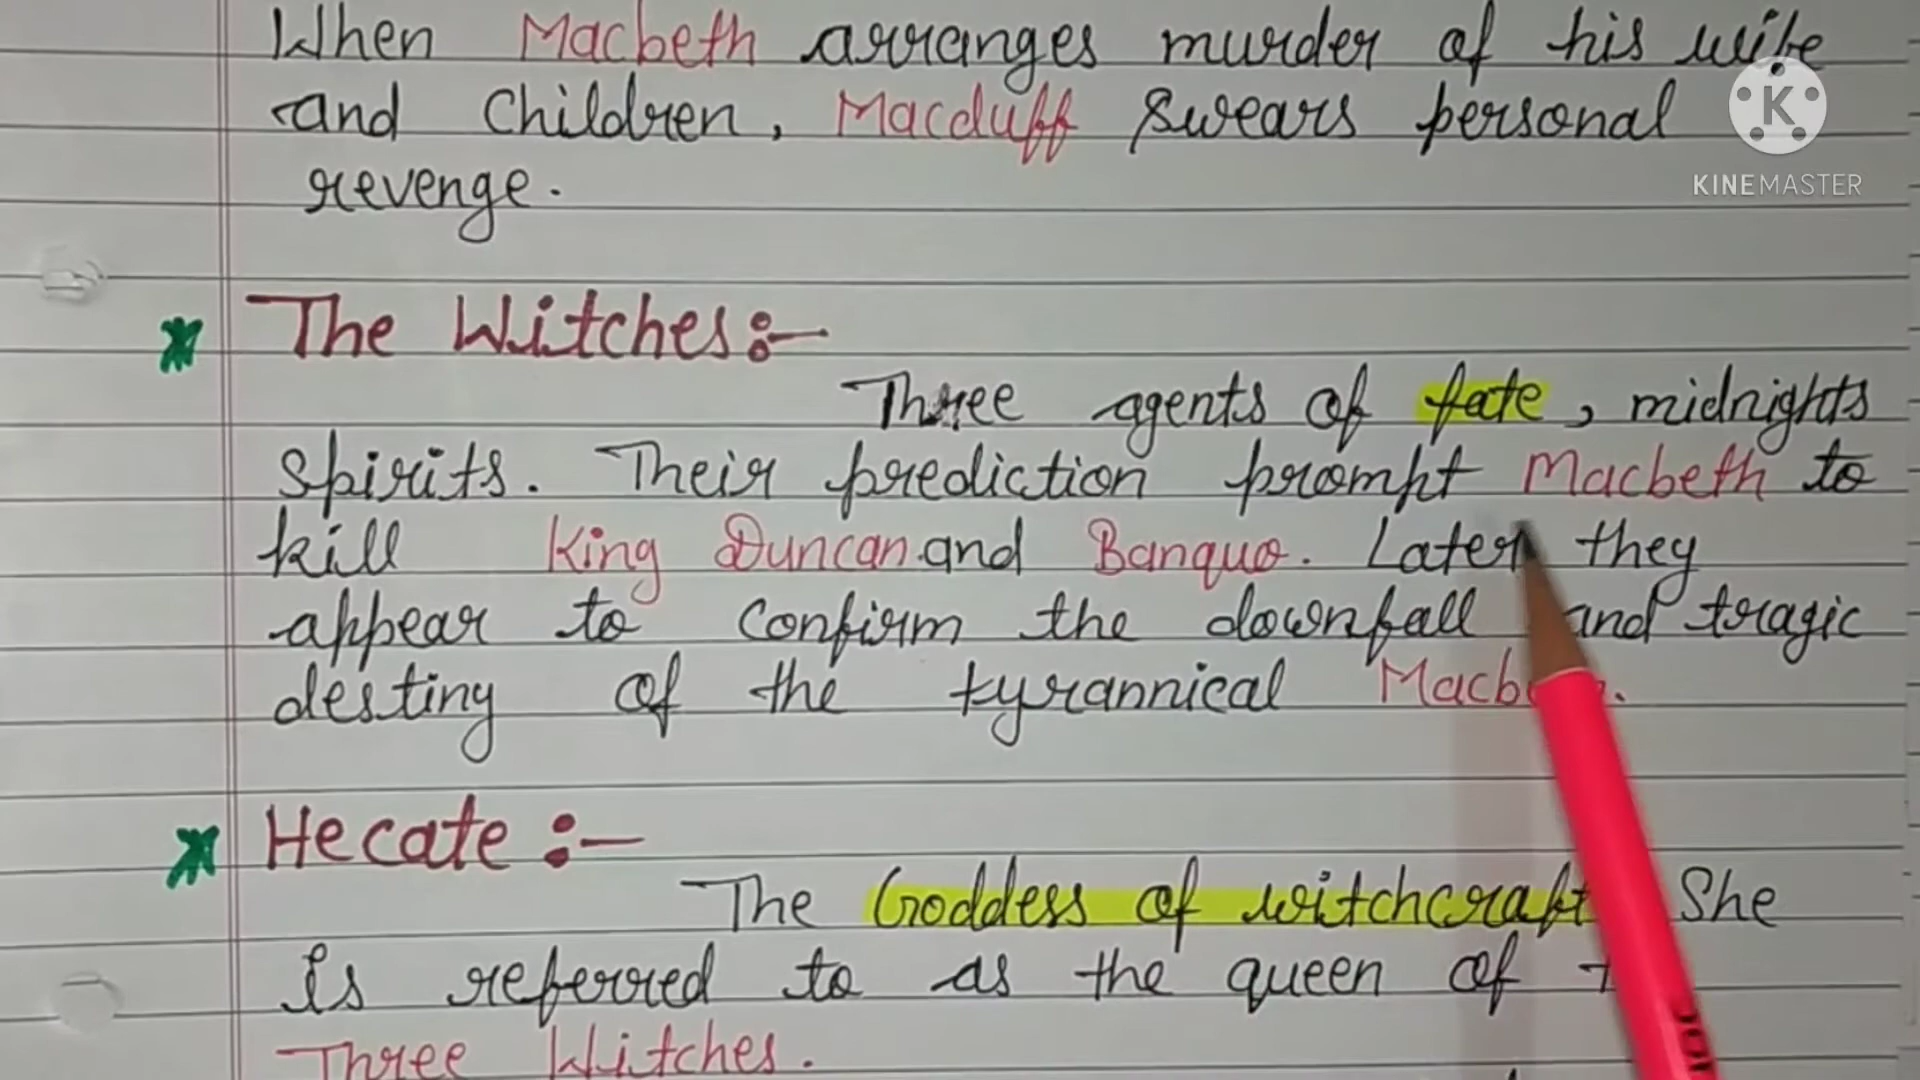 When Macbeth arranges murder of his wife
and Children, Macduff swears personal
revenge.
K
KINEMASTER
The Witches:-
Three agents of fate, midnights
spirits. Their prediction prompt Macbeth to
kill King Duncan and Banquo. Later they
appear to confirm the downfall and tragic
destiny of the tyrannical
Hecate:-
The Goddess of witchcraft She
is referred to as the queen of
Three Witches.